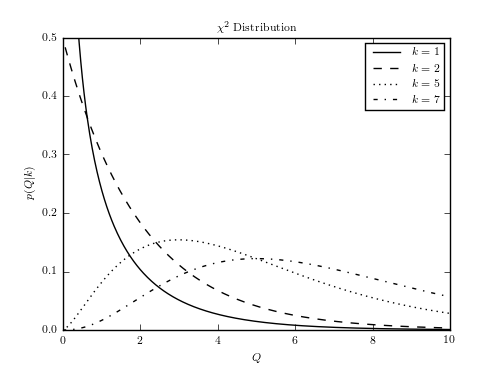 χ² Distribution
0.5
0.4
0.3
0.2
0.1
0.0
p(Q|k)
k = 1
k = 2
k = 5
k = 7
0 2 4 6 8 10
Q